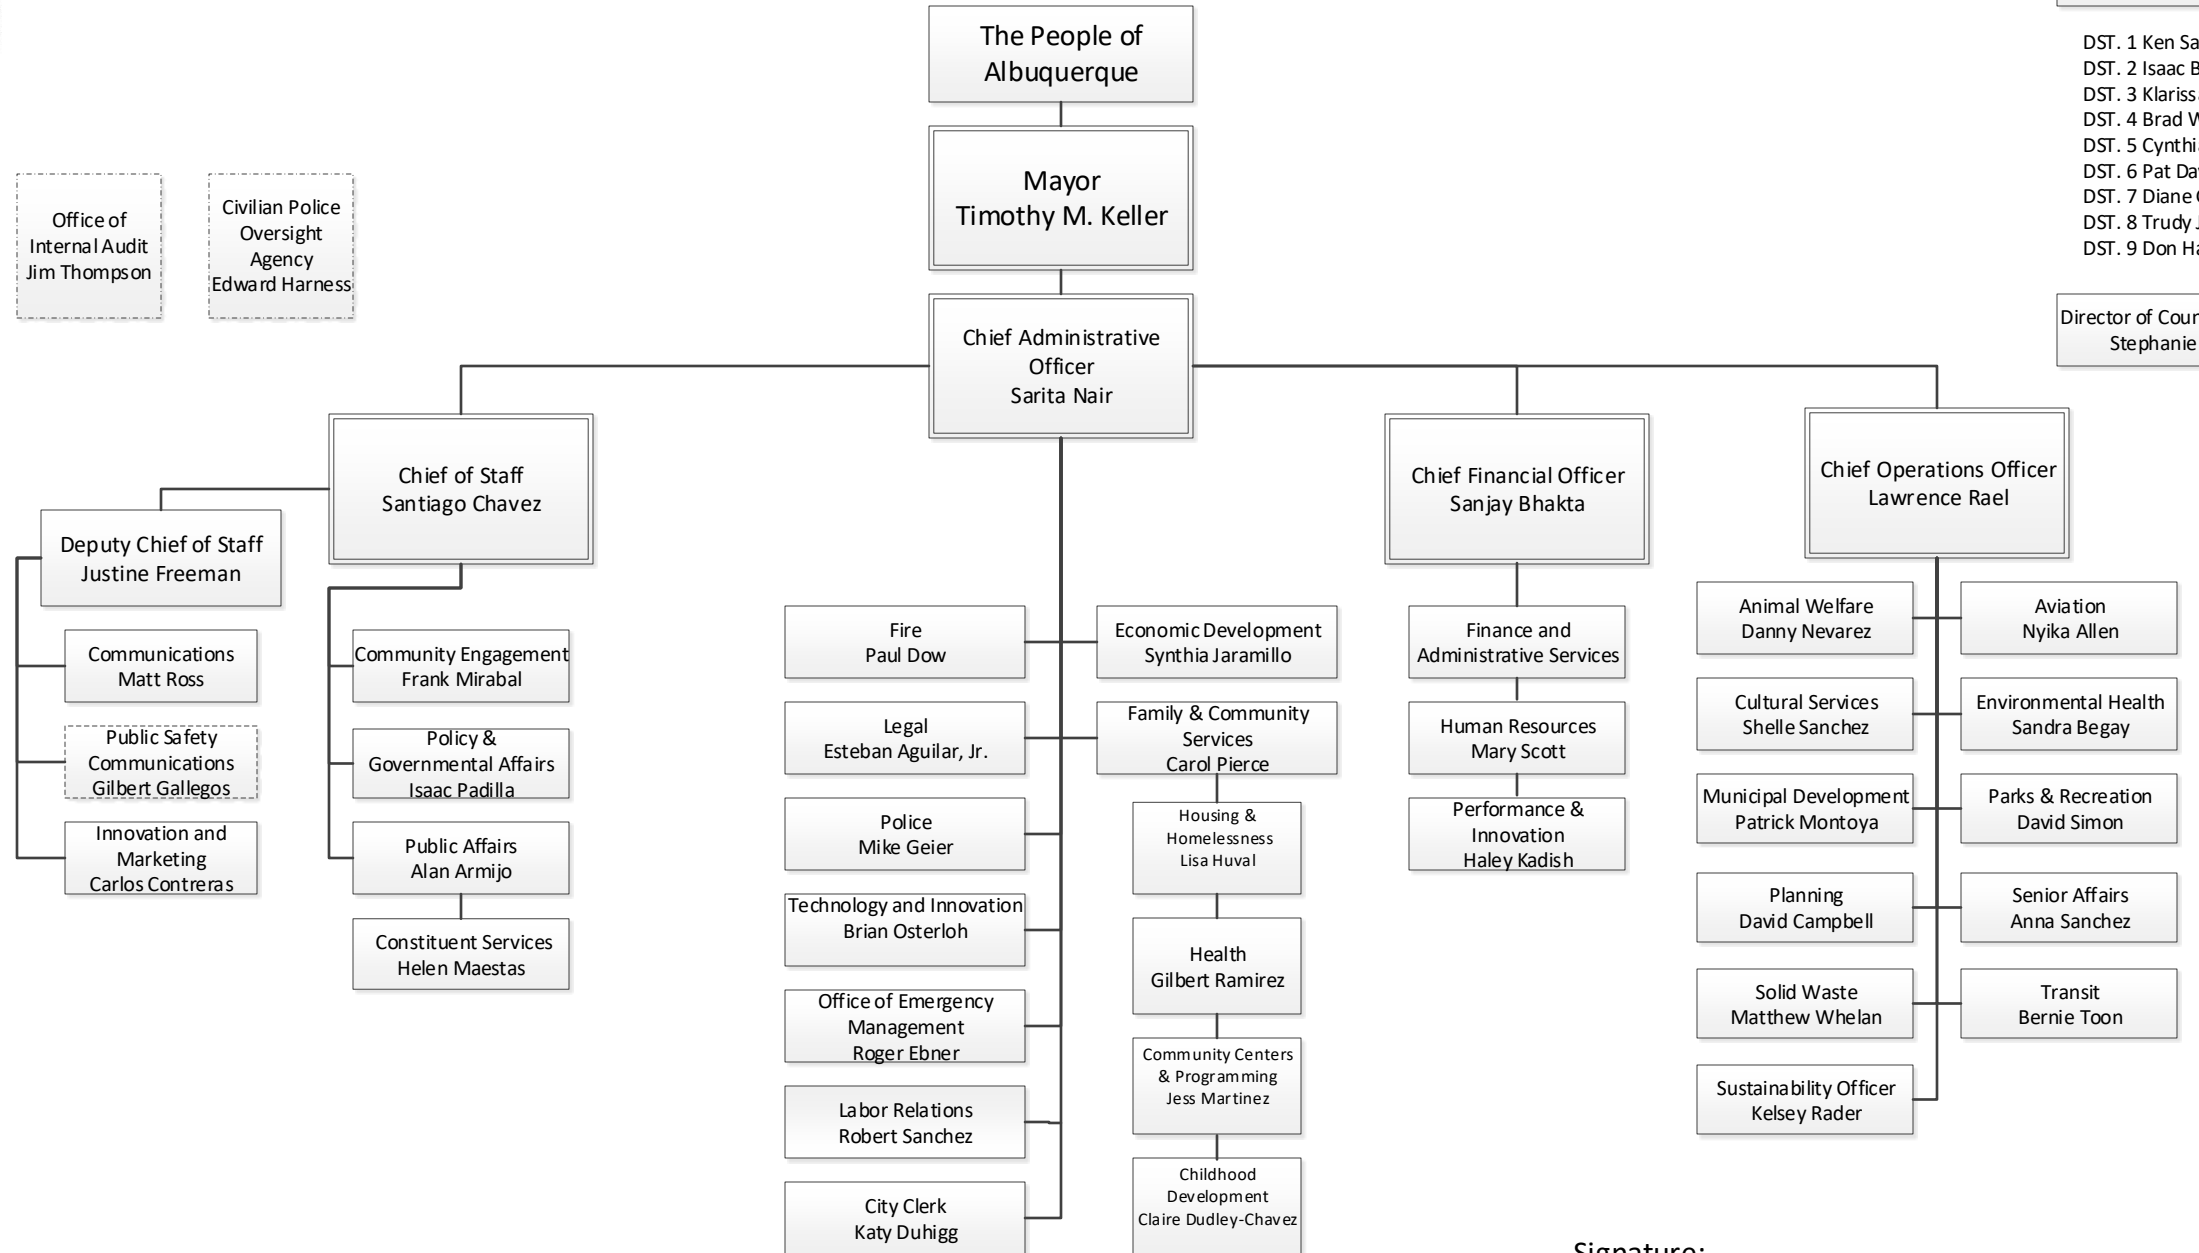 The People of
Albuquerque
Mayor
Timothy M. Keller
DST. 1 Ken
DST. 2 Isaac
DST. 3
DST. 4 Brad
DST. 5
DST. 6 Pat
DST. 7 Diane
DST. 8 Trudy
DST. 9 Don
Office of
Internal Audit
Jim Thompson
Civilian Police
Oversight
Agency
Edward Harness
Chief Administrative
Officer
Sarita Nair
Director of
Stephanie
Chief of Staff
Santiago Chavez
Chief Financial Officer
Sanjay Bhakta
Chief Operations Officer
Lawrence Rael
Deputy Chief of Staff
Justine Freeman
Communications
Matt Ross
Public Safety
Communications
Gilbert Gallegos
Innovation and
Marketing
Carlos Contreras
Community Engagement
Frank Mirabal
Policy &
Governmental Affairs
Isaac Padilla
Public Affairs
Alan Armijo
Constituent Services
Helen Maestas
Fire
Paul Dow
Legal
Esteban Aguilar, Jr.
Police
Mike Geier
Technology and Innovation
Brian Osterloh
Office of Emergency
Management
Roger Ebner
Labor Relations
Robert Sanchez
City Clerk
Katy Duhigg
Economic Development
Synthia Jaramillo
Family & Community
Services
Carol Pierce
Housing &
Homelessness
Lisa Huval
Health
Gilbert Ramirez
Community Centers
& Programming
Jess Martinez
Childhood
Development
Claire Dudley-Chavez
Finance and
Administrative Services
Human Resources
Mary Scott
Performance &
Innovation
Haley Kadish
Animal Welfare
Danny Nevarez
Aviation
Nyika Allen
Cultural Services
Shelle Sanchez
Environmental Health
Sandra Begay
Municipal Development
Patrick Montoya
Parks & Recreation
David Simon
Planning
David Campbell
Senior Affairs
Anna Sanchez
Solid Waste
Matthew Whelan
Transit
Bernie Toon
Sustainability Officer
Kelsey Rader
Signature: